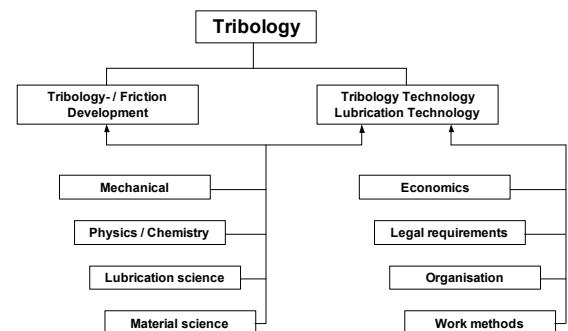 Tribology
Tribology- / Friction
Development
Tribology Technology
Lubrication Technology
Mechanical
Physics / Chemistry
Lubrication science
Material science
Economics
Legal requirements
Organisation
Work methods